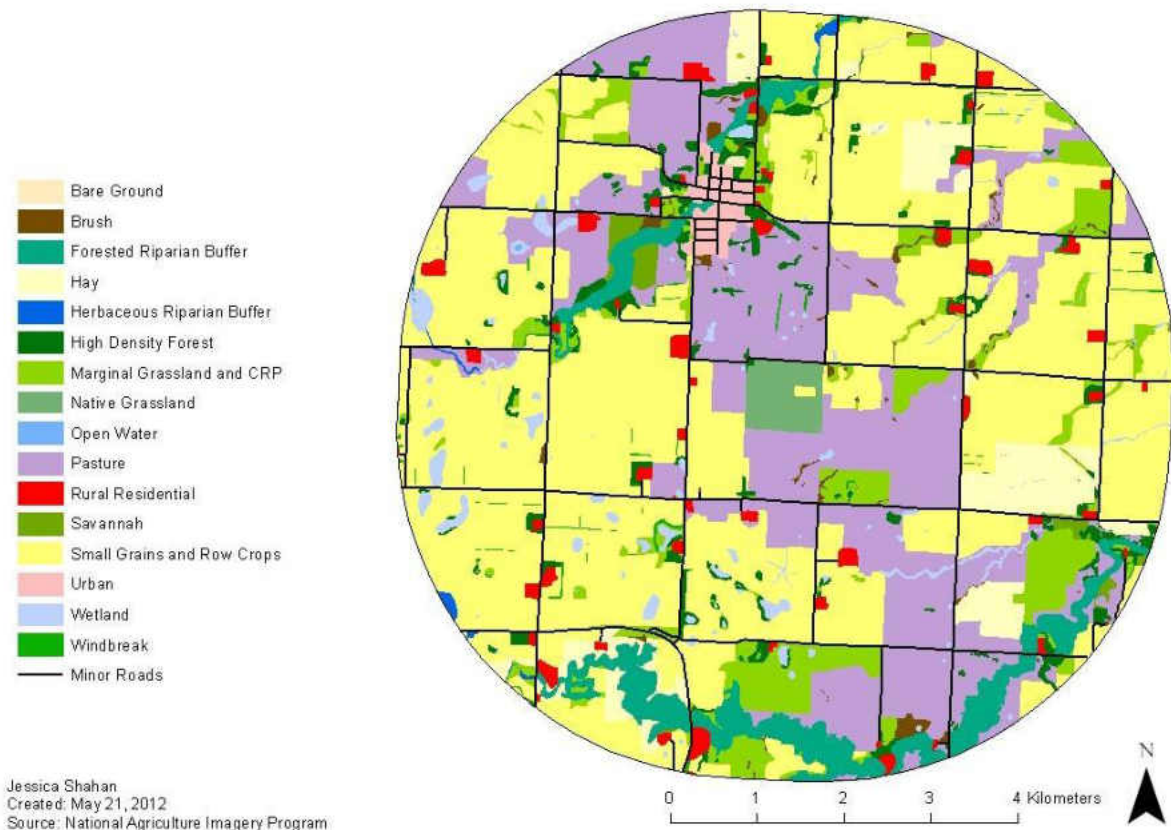 Bare Ground
Brush
Forested Riparian Buffer
Hay
Herbaceous Riparian Buffer
High Density Forest
Marginal Grassland and CRP
Native Grassland
Open Water
Pasture
Rural Residential
Savannah
Small Grains and Row Crops
Urban
Wetland
Windbreak
Minor Roads
Jessica Shahan
Created: May 21, 2012
Source: National Agriculture Imagery Program
0 1 2 3 4 Kilometers
N